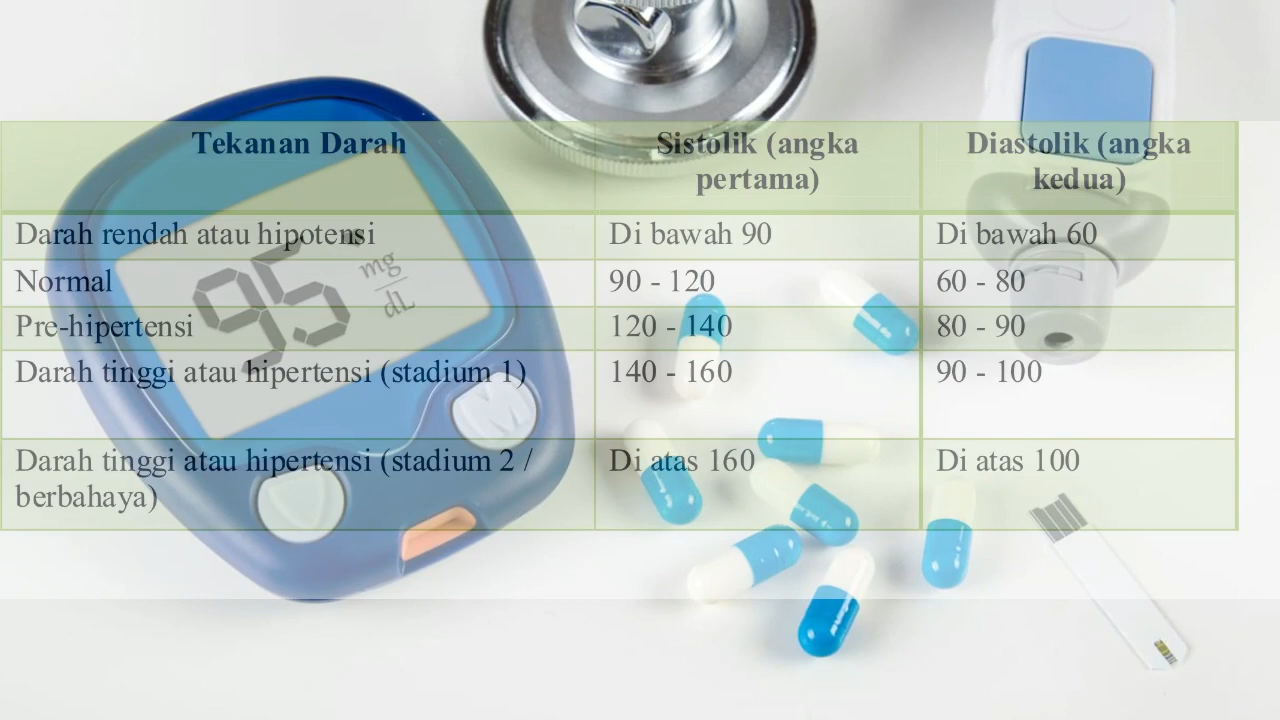 Tekanan Darah
Sistolik (angka
pertama)
Diastolik (angka
kedua)
Darah rendah atau hipotensi
Di bawah 90
Di bawah 60
Normal
90 - 120
60 - 80
Pre-hipertensi
120 - 140
80 - 90
Darah tinggi atau hipertensi (stadium 1)
140 - 160
90 - 100
Darah tinggi atau hipertensi (stadium 2 /
berbahaya)
Di atas 160
Di atas 100
95 mg
dL
M